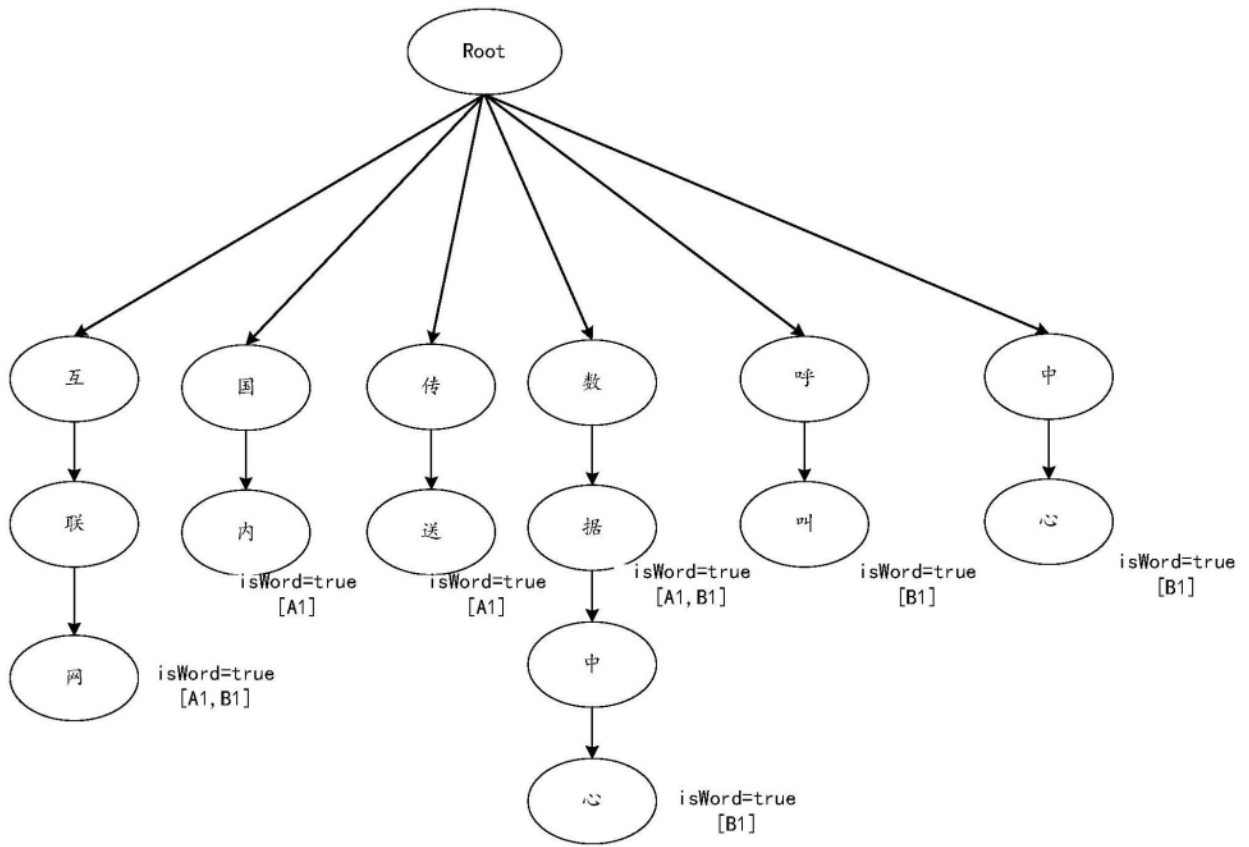 Root
互
国
传
数
呼
中
联
内
送
据
叫
心
isWord=true
[A1]
isWord=true
[A1]
isWord=true
[A1,B1]
isWord=true
[B1]
isWord=true
[B1]
网
isWord=true
[A1,B1]
中
心
isWord=true
[B1]